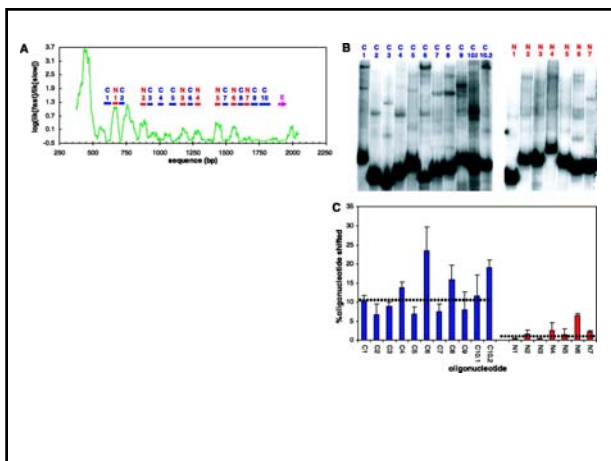 A
3.7
3.1
2.5
1.9
1.3
0.7
0.1
-0.5
log(lik[fast]/lik[slow])
C N C N C C C N C N N C N C N C C E
1 1 2 2 3 4 5 3 6 4 5 7 6 8 7 9 10
250 500 750 1000 1250 1500 1750 2000 2250
sequence (bp)
B
C C C C C C C C C C C
1 2 3 4 5 6 7 8 9 10.1 10.2
N N N N N N N
1 2 3 4 5 6 7
C
35
30
25
20
15
10
5
0
%oligonucleotide shifted
C1 C2 C3 C4 C5 C6 C7 C8 C9 C10.1 C10.2 N1 N2 N3 N4 N5 N6 N7
oligonucleotide